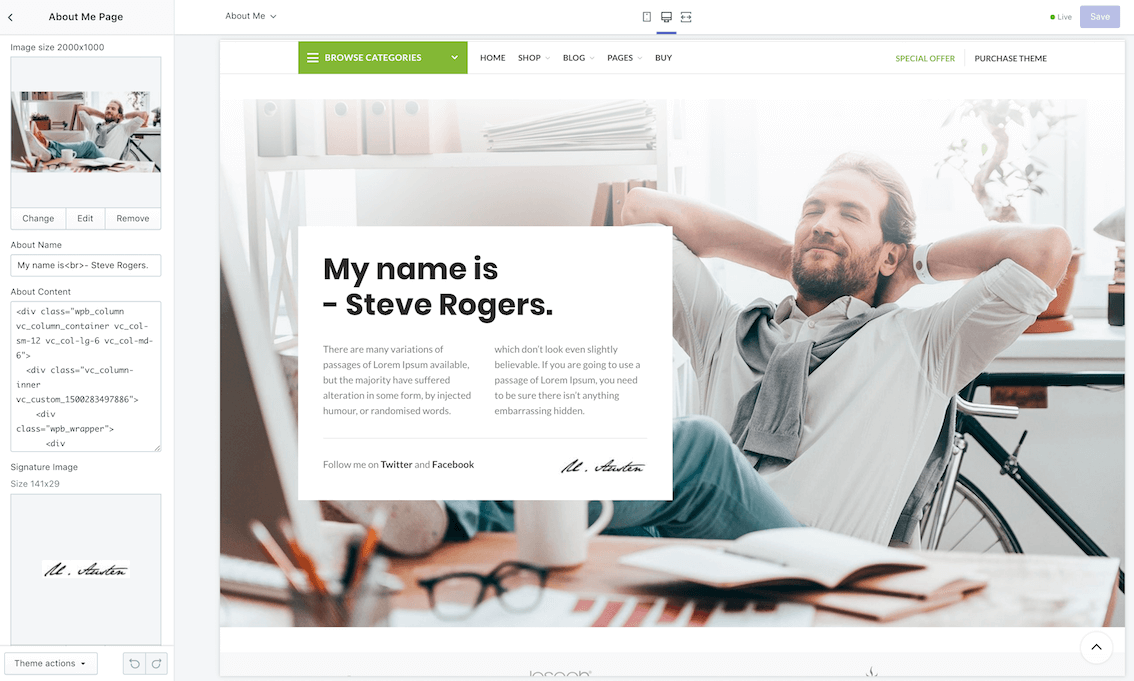 About Me Page
About Me
Live
Save
Image size 2000x1000
Change
Edit
Remove
About Name
My name is<br>- Steve Rogers.
About Content
<div class="wpb_column
vc_column_container vc_col-
sm-12 vc_col-lg-6 vc_col-md-
6">
<div class="vc_column-
inner
vc_custom_1500283497886">
<div
class="wpb_wrapper">
<div
Signature Image
Size 141x29
M. Austen
Theme actions
BROWSE CATEGORIES
HOME
SHOP
BLOG
PAGES
BUY
SPECIAL OFFER
PURCHASE THEME
My name is
- Steve Rogers.
There are many variations of
passages of Lorem Ipsum available,
but the majority have suffered
alteration in some form, by injected
humour, or randomised words.
which don't look even slightly
believable. If you are going to use a
passage of Lorem Ipsum, you need
to be sure there isn't anything
embarrassing hidden.
Follow me on Twitter and Facebook
M. Austen